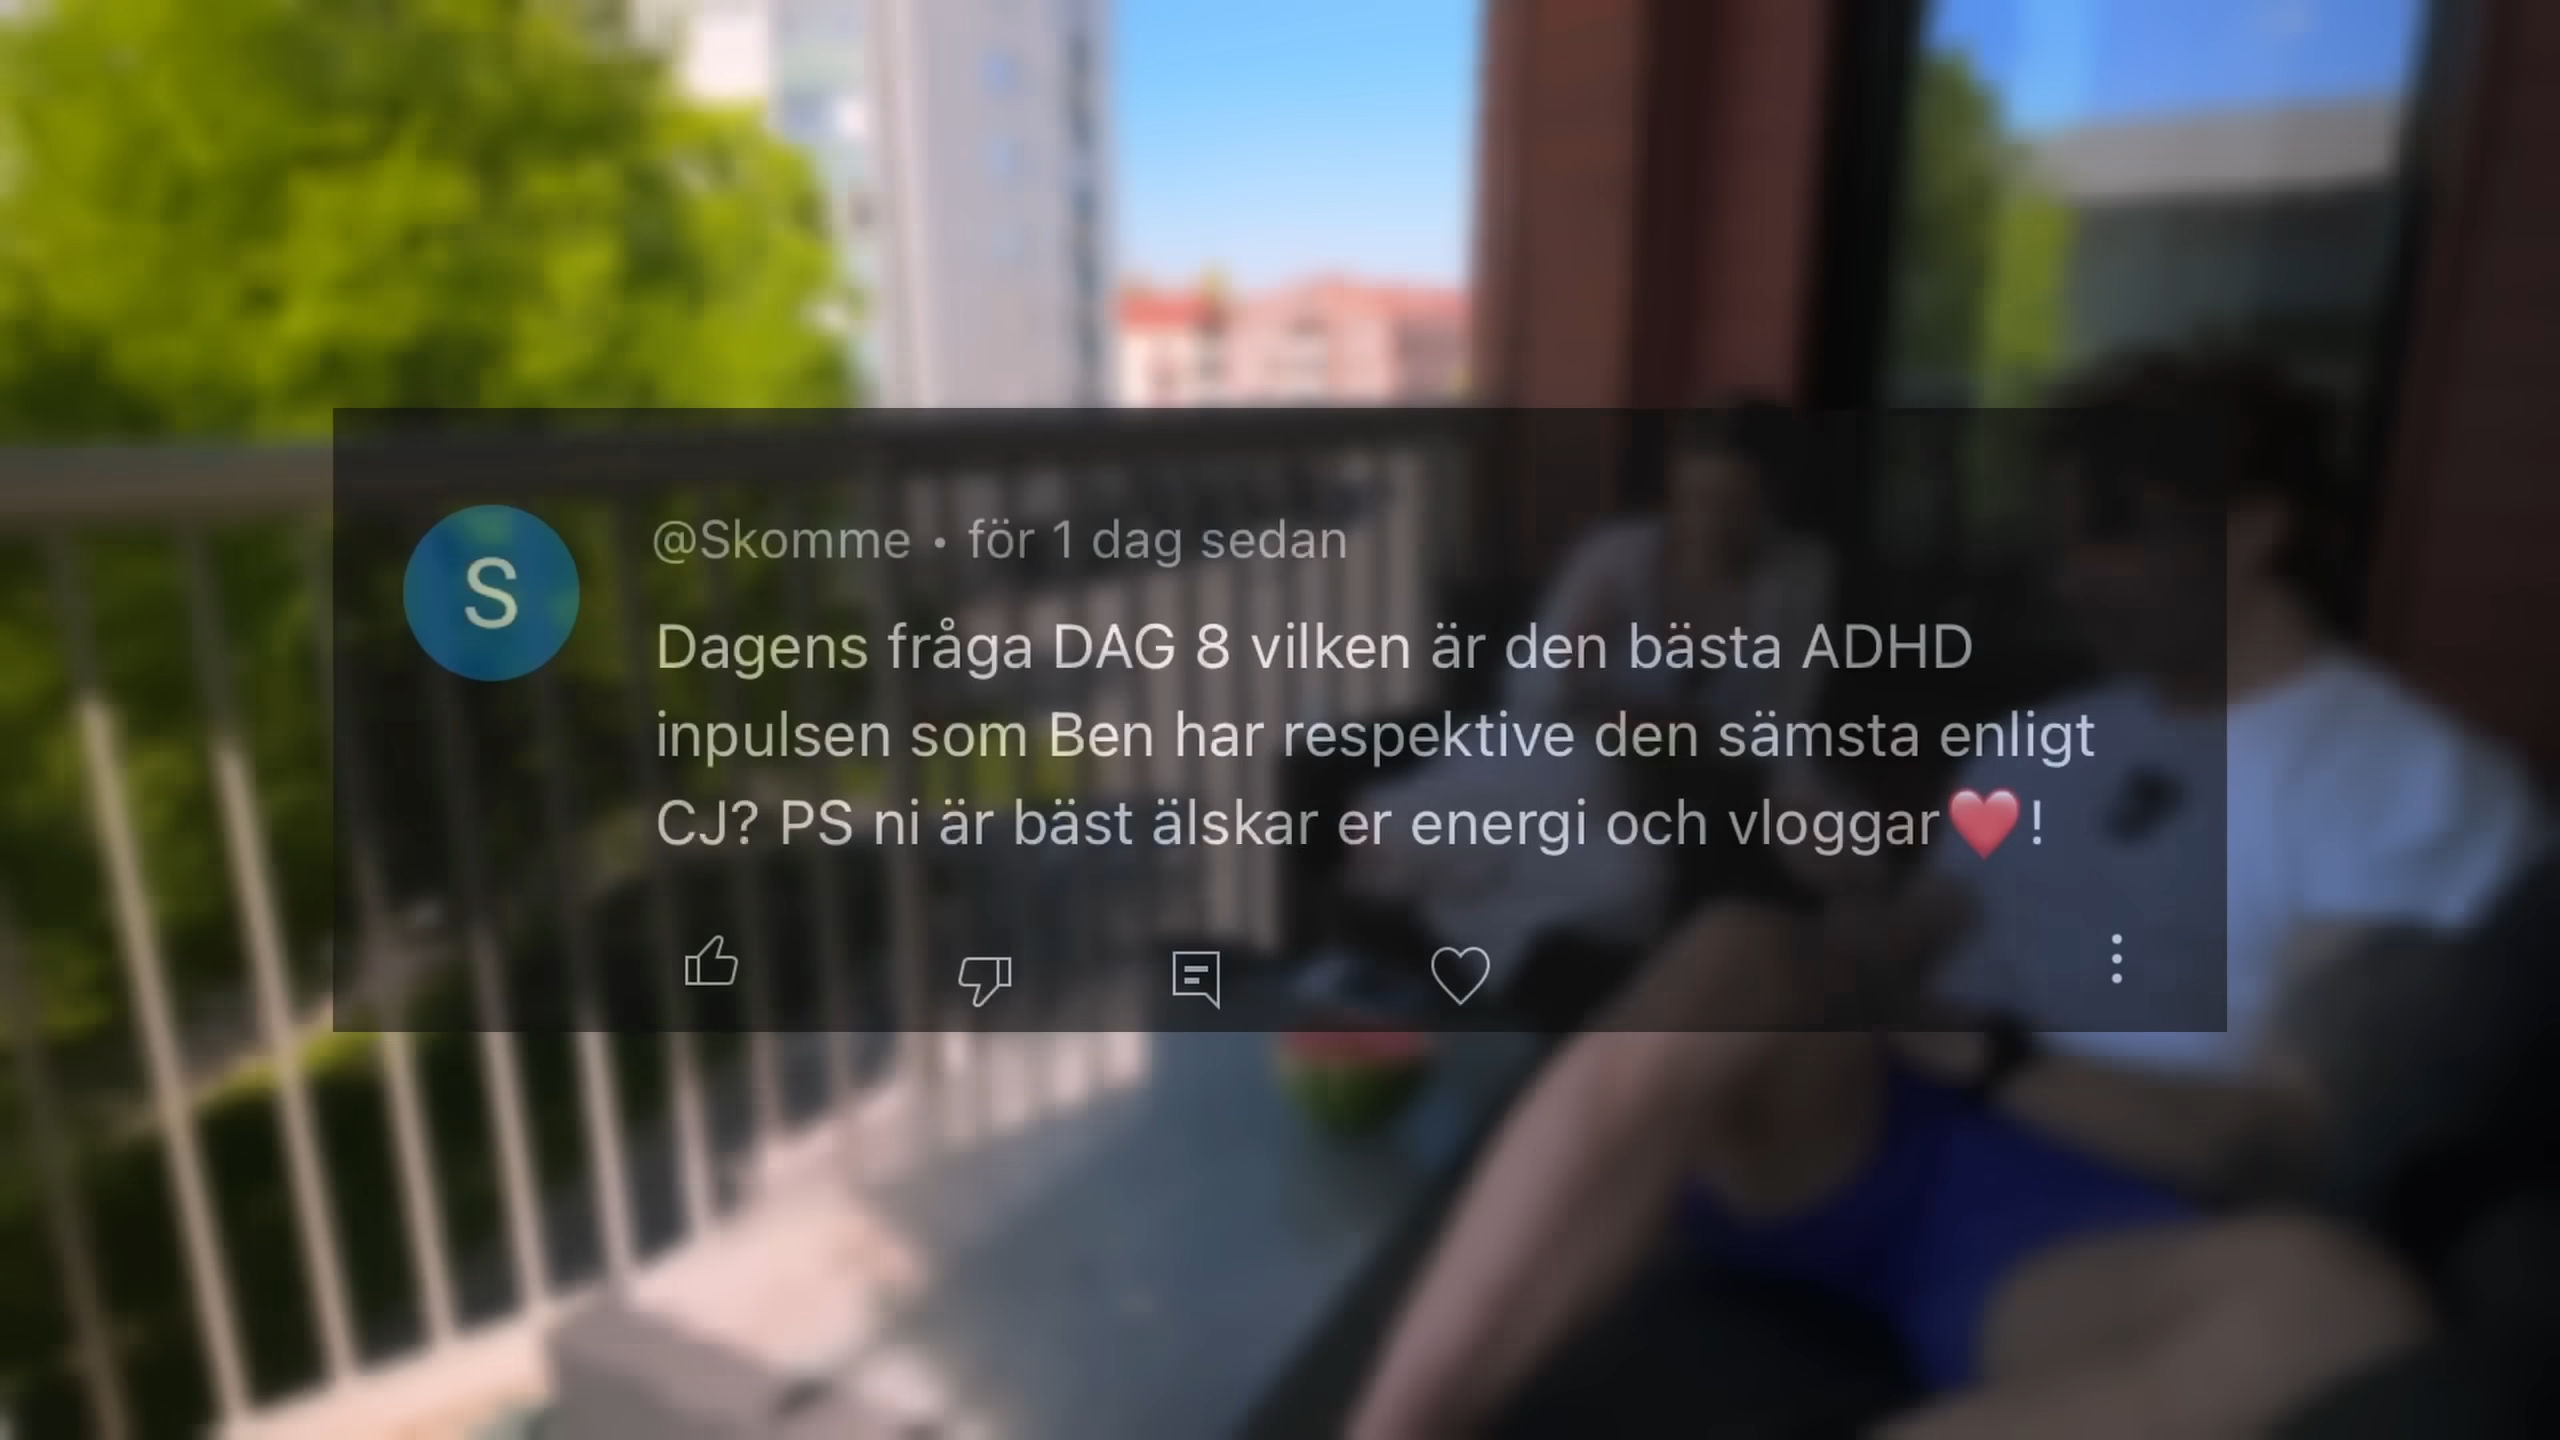 S
@Skomme • för 1 dag sedan
Dagens fråga DAG 8 vilken är den bästa ADHD
inpulsen som Ben har respektive den sämsta enligt
CJ? PS ni är bäst älskar er energi och vloggar❤️!